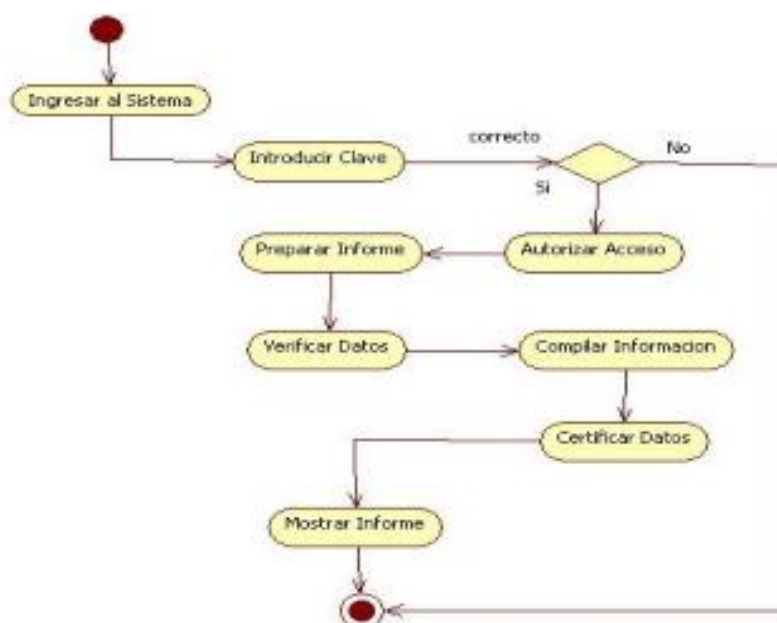 Ingresar al Sistema
Introducir Clave
correcto
No
Si
Autorizar Acceso
Preparar Informe
Verificar Datos
Compilar Informacion
Certificar Datos
Mostrar Informe